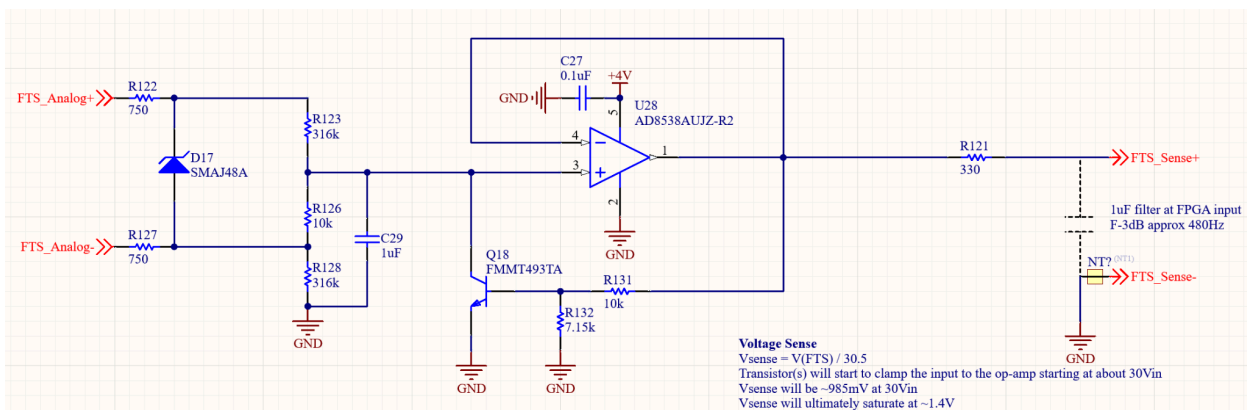 FTS_Analog+
R122
750
D17
SMAJ48A
R123
316k
R126
10k
FTS_Analog-
R127
750
R128
316k
GND
C29
1uF
C27
0.1uF
+4V
GND
5
U28
AD8538AUJZ-R2
4
3
1
2
GND
Q18
FMMT493TA
GND
R132
7.15k
GND
R131
10k
R121
330
FTS_Sense+
1uF filter at FPGA input
F-3dB approx 480Hz
NT? (NT1)
FTS_Sense-
GND
Voltage Sense
Vsense = V(FTS) / 30.5
Transistor(s) will start to clamp the input to the op-amp starting at about 30Vin
Vsense will be ~985mV at 30Vin
Vsense will ultimately saturate at ~1.4V